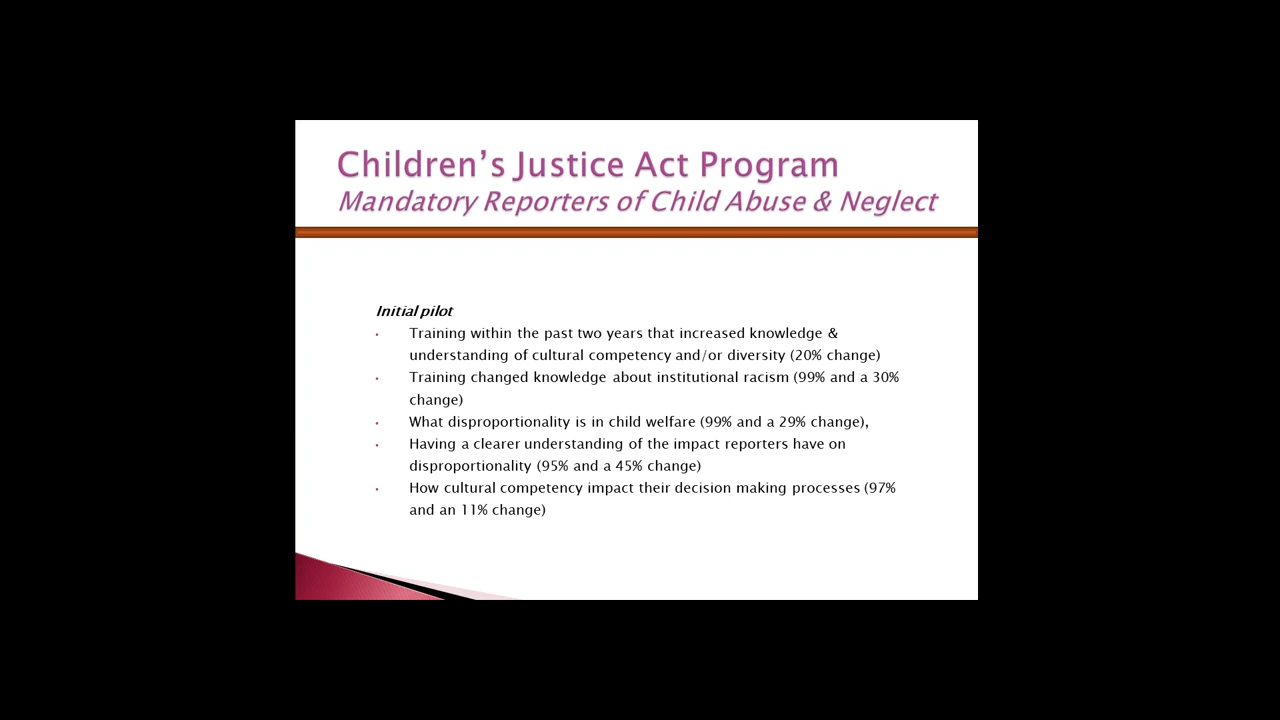 Children’s Justice Act Program
Mandatory Reporters of Child Abuse & Neglect
Initial pilot
• Training within the past two years that increased knowledge &
understanding of cultural competency and/or diversity (20% change)
• Training changed knowledge about institutional racism (99% and a 30%
change)
• What disproportionality is in child welfare (99% and a 29% change),
• Having a clearer understanding of the impact reporters have on
disproportionality (95% and a 45% change)
• How cultural competency impact their decision making processes (97%
and an 11% change)